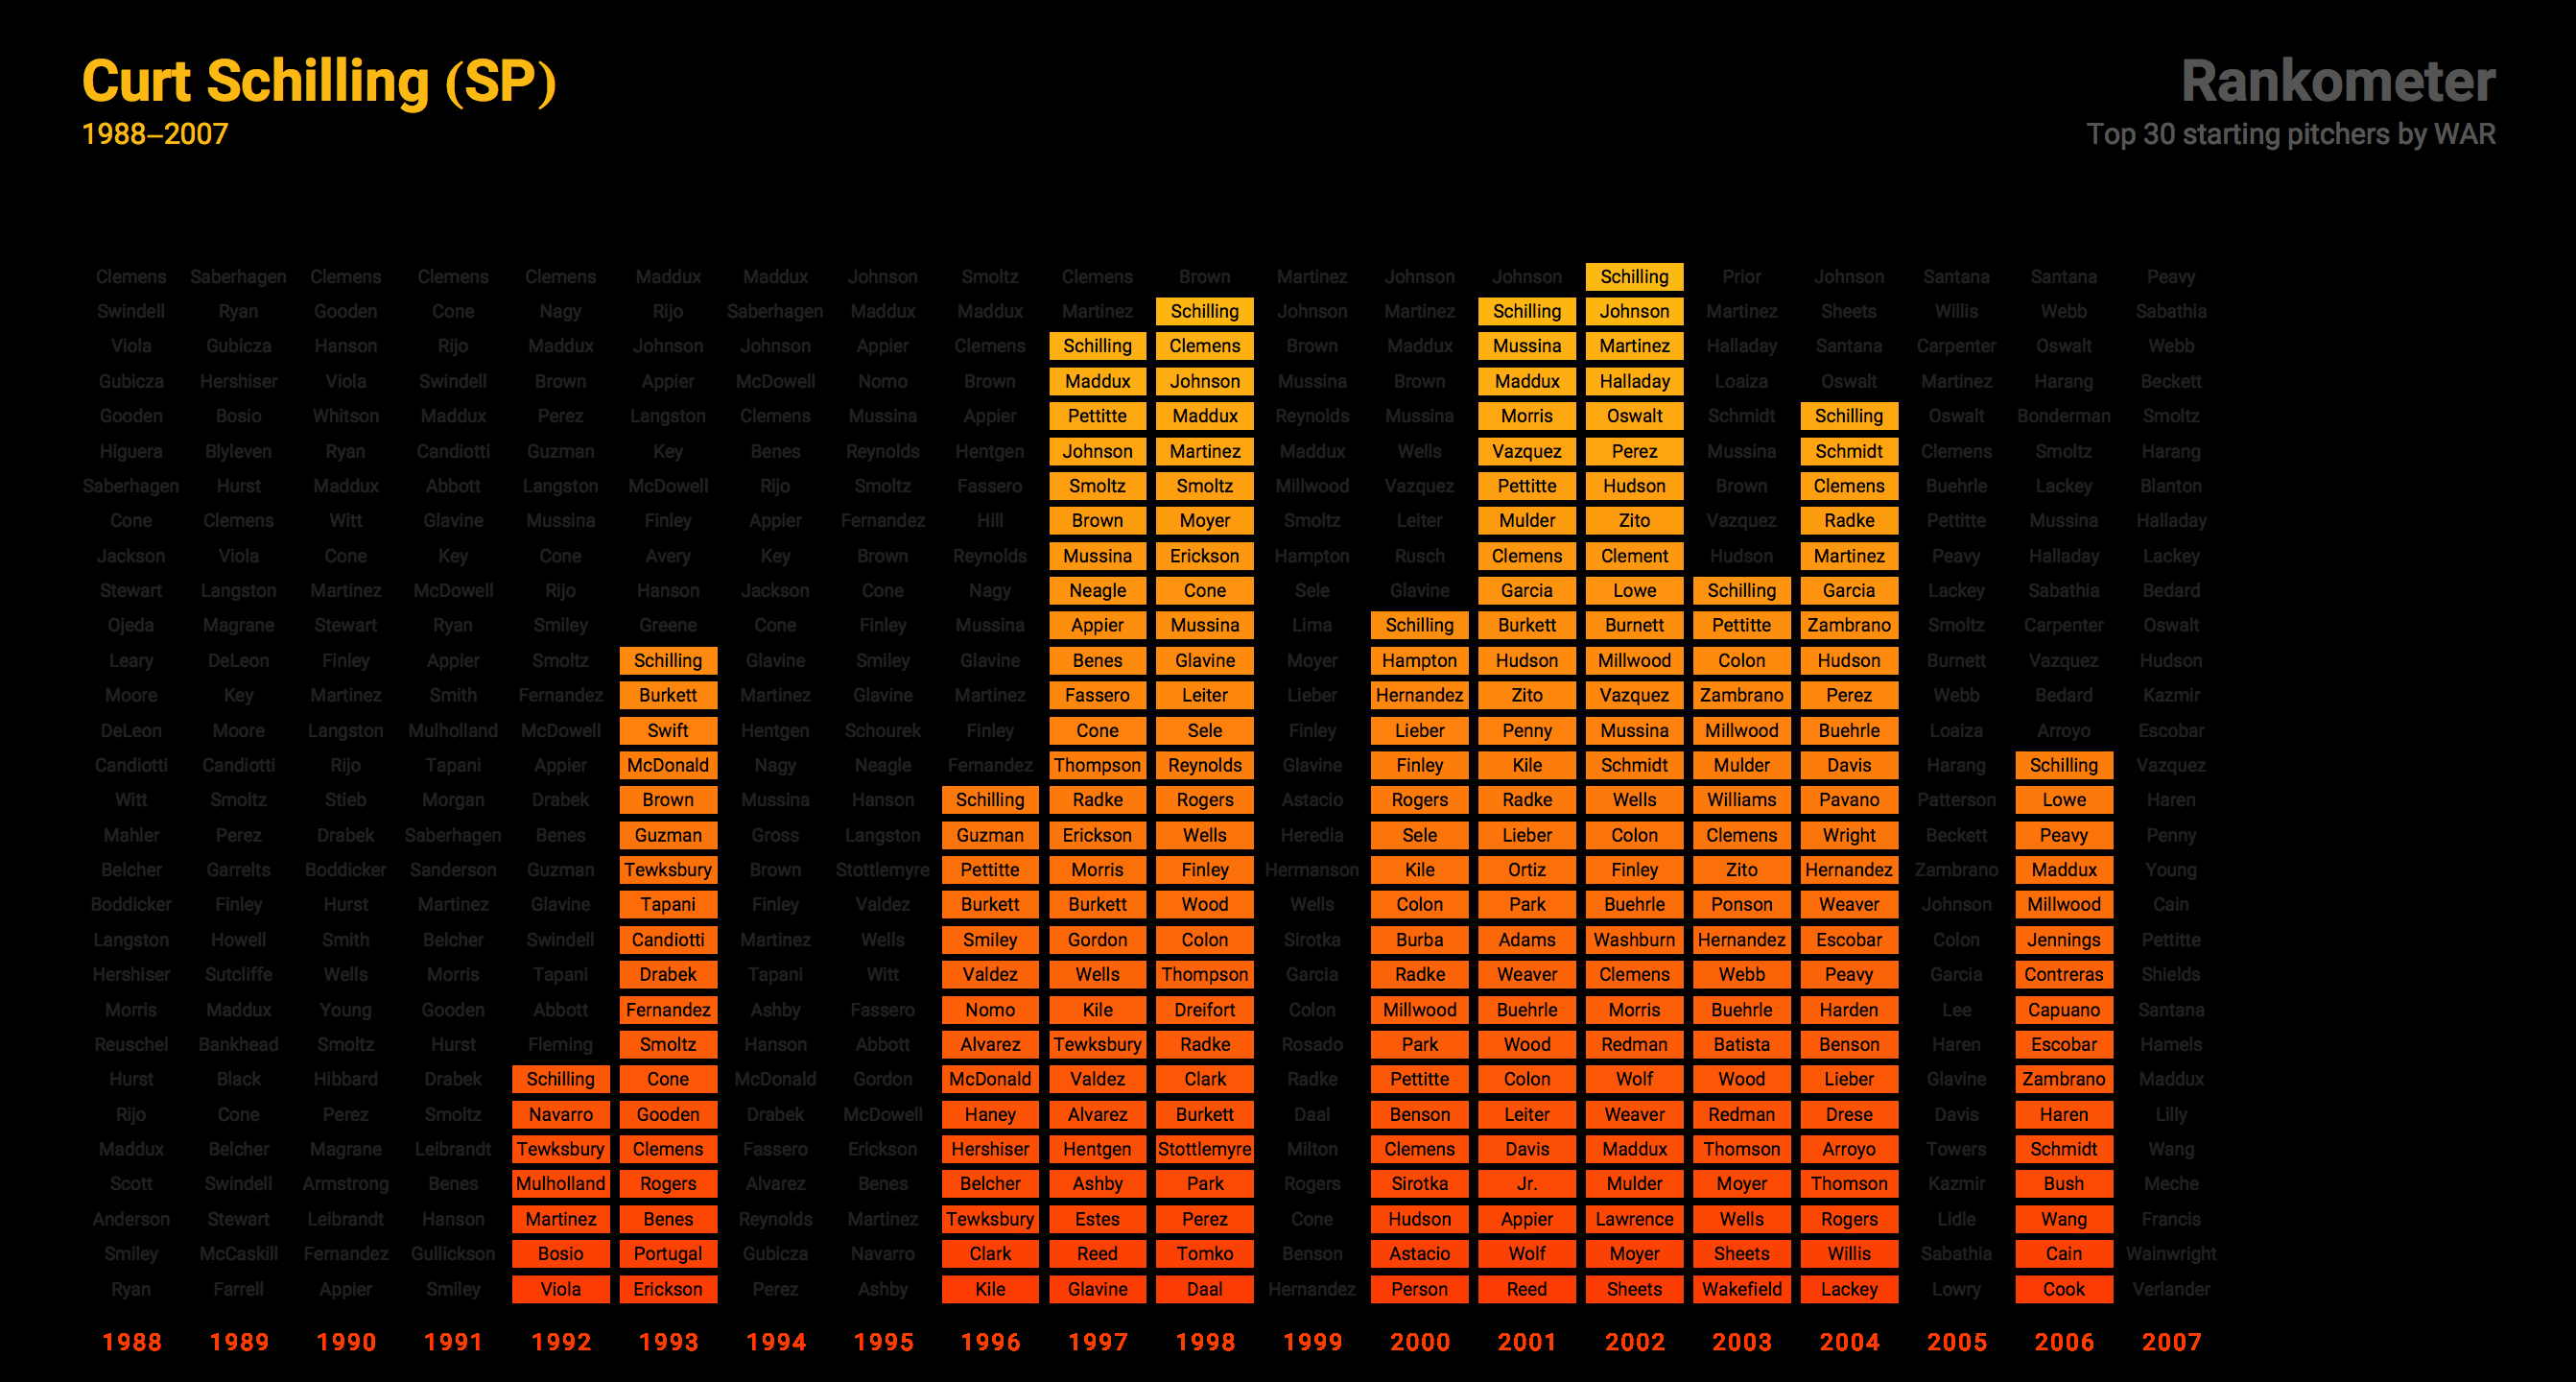 Curt Schilling (SP)
1988–2007
Rankometer
Top 30 starting pitchers by WAR
Clemens Saberhagen Clemens Clemens Clemens Maddux Maddux Johnson Smoltz Clemens Brown Martinez Johnson Johnson Schilling Prior Johnson Santana Santana Peavy
Swindell Ryan Gooden Cone Nagy Rijo Saberhagen Maddux Maddux Martinez Schilling Johnson Martinez Schilling Johnson Martinez Sheets Willis Webb Sabathia
Viola Gubicza Hanson Rijo Maddux Johnson Johnson Appier Clemens Schilling Clemens Brown Maddux Mussina Martinez Halladay Santana Carpenter Oswalt Webb
Gubicza Hershiser Viola Swindell Brown Appier McDowell Nomo Brown Maddux Johnson Mussina Brown Maddux Halladay Loaiza Oswalt Martinez Harang Beckett
Gooden Bosio Whitson Maddux Perez Langston Clemens Mussina Appier Pettitte Maddux Reynolds Mussina Morris Oswalt Schmidt Schilling Oswalt Bonderman Smoltz
Higuera Blyleven Ryan Candiotti Guzman Key Benes Reynolds Hentgen Johnson Martinez Maddux Wells Vazquez Perez Mussina Schmidt Clemens Smoltz Harang
Saberhagen Hurst Maddux Abbott Langston McDowell Rijo Smoltz Fassero Smoltz Smoltz Millwood Vazquez Pettitte Hudson Brown Clemens Buehrle Lackey Blanton
Cone Clemens Witt Glavine Mussina Finley Appier Fernandez Hill Brown Moyer Smoltz Leiter Mulder Zito Vazquez Radke Pettitte Mussina Halladay
Jackson Viola Cone Key Cone Avery Key Brown Reynolds Mussina Erickson Hampton Rusch Clemens Clement Hudson Martinez Peavy Halladay Lackey
Stewart Langston Martinez McDowell Rijo Hanson Jackson Cone Nagy Neagle Cone Sele Glavine Garcia Lowe Schilling Garcia Lackey Sabathia Bedard
Ojeda Magrane Stewart Ryan Smiley Greene Cone Finley Mussina Appier Mussina Lima Schilling Burkett Burnett Pettitte Zambrano Smoltz Carpenter Oswalt
Leary DeLeon Finley Appier Smoltz Schilling Glavine Smiley Glavine Benes Glavine Moyer Hampton Hudson Millwood Colon Hudson Burnett Vazquez Hudson
Moore Key Martinez Smith Fernandez Burkett Martinez Glavine Martinez Fassero Leiter Lieber Hernandez Zito Vazquez Zambrano Perez Webb Bedard Kazmir
DeLeon Moore Langston Mulholland McDowell Swift Hentgen Schourek Finley Cone Sele Finley Lieber Penny Mussina Millwood Buehrle Loaiza Arroyo Escobar
Candiotti Candiotti Rijo Tapani Appier McDonald Nagy Neagle Fernandez Thompson Reynolds Glavine Finley Kile Schmidt Mulder Davis Harang Schilling Vazquez
Witt Smoltz Stieb Morgan Drabek Brown Mussina Hanson Schilling Radke Rogers Astacio Rogers Radke Wells Williams Pavano Patterson Lowe Haren
Mahler Perez Drabek Saberhagen Benes Guzman Gross Langston Guzman Erickson Wells Heredia Sele Lieber Colon Clemens Wright Beckett Peavy Penny
Belcher Garrelts Boddicker Sanderson Guzman Tewksbury Brown Stottlemyre Pettitte Morris Finley Hermanson Kile Ortiz Finley Zito Hernandez Zambrano Maddux Young
Boddicker Finley Hurst Martinez Glavine Tapani Finley Valdez Burkett Burkett Wood Wells Colon Park Buehrle Ponson Weaver Johnson Millwood Cain
Langston Howell Smith Belcher Swindell Candiotti Martinez Wells Smiley Gordon Colon Sirotka Burba Adams Washburn Hernandez Escobar Colon Jennings Pettitte
Hershiser Sutcliffe Wells Morris Tapani Drabek Tapani Witt Valdez Wells Thompson Garcia Radke Weaver Clemens Webb Peavy Garcia Contreras Shields
Morris Maddux Young Gooden Abbott Fernandez Ashby Fassero Nomo Kile Dreifort Colon Millwood Buehrle Morris Buehrle Harden Lee Capuano Santana
Reuschel Bankhead Smoltz Hurst Fleming Smoltz Hanson Abbott Alvarez Tewksbury Radke Rosado Park Wood Redman Batista Benson Haren Escobar Hamels
Hurst Black Hibbard Drabek Schilling Cone McDonald Gordon McDonald Valdez Clark Radke Pettitte Colon Wolf Wood Lieber Glavine Zambrano Maddux
Rijo Cone Perez Smoltz Navarro Gooden Drabek McDowell Haney Alvarez Burkett Daal Benson Leiter Weaver Redman Drese Davis Haren Lilly
Maddux Belcher Magrane Leibrandt Tewksbury Clemens Fassero Erickson Hershiser Hentgen Stottlemyre Milton Clemens Davis Maddux Thomson Arroyo Towers Schmidt Wang
Scott Swindell Armstrong Benes Mulholland Rogers Alvarez Benes Belcher Ashby Park Rogers Sirotka Jr. Mulder Moyer Thomson Kazmir Bush Meche
Anderson Stewart Leibrandt Hanson Martinez Benes Reynolds Martinez Tewksbury Estes Perez Cone Hudson Appier Lawrence Wells Rogers Lidle Wang Francis
Smiley McCaskill Fernandez Gullickson Bosio Portugal Gubicza Navarro Clark Reed Tomko Benson Astacio Wolf Moyer Sheets Willis Sabathia Cain Wainwright
Ryan Farrell Appier Smiley Viola Erickson Perez Ashby Kile Glavine Daal Hernandez Person Reed Sheets Wakefield Lackey Lowry Cook Verlander
1988 1989 1990 1991 1992 1993 1994 1995 1996 1997 1998 1999 2000 2001 2002 2003 2004 2005 2006 2007